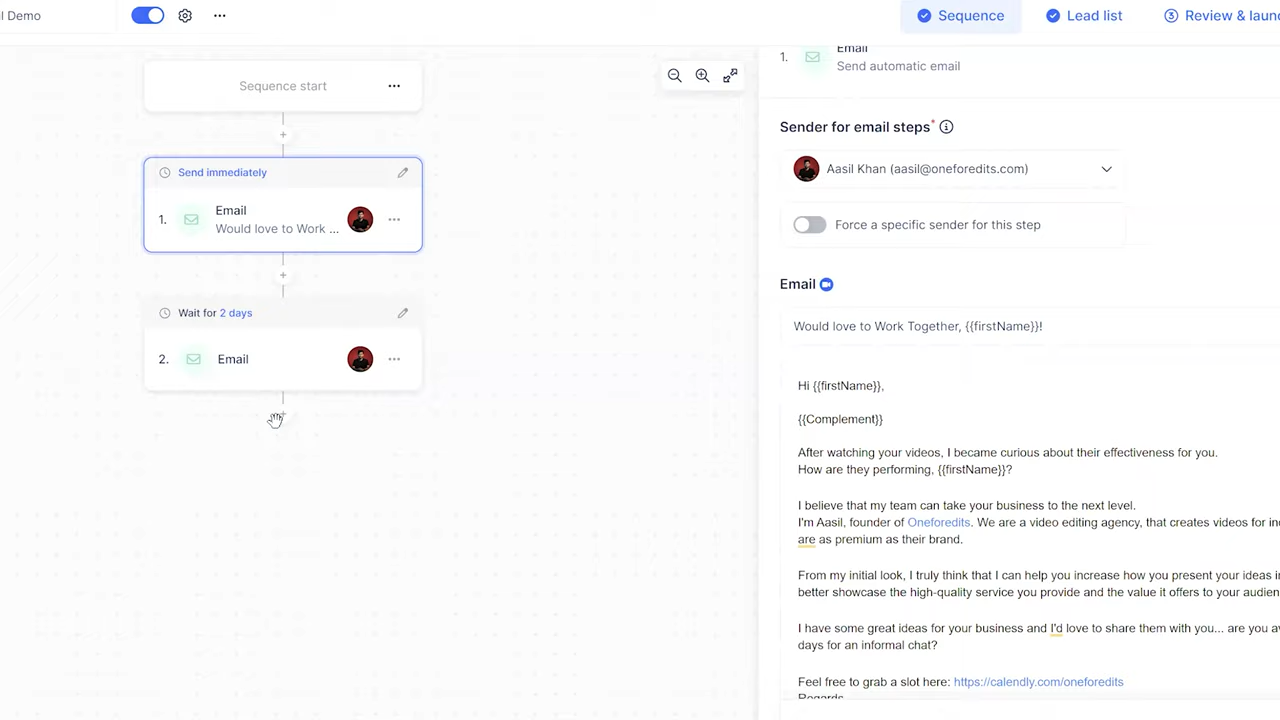 l Demo
Sequence
Lead list
3 Review & laun
Sequence start
Send immediately
1. Email
Would love to Work ...
Wait for 2 days
2. Email
1. Email
Send automatic email
Sender for email steps*
Aasil Khan (aasil@oneforedits.com)
Force a specific sender for this step
Email
Would love to Work Together, {{firstName}}!
Hi {{firstName}},
{{Complement}}
After watching your videos, I became curious about their effectiveness for you.
How are they performing, {{firstName}}?
I believe that my team can take your business to the next level.
I'm Aasil, founder of Oneforedits. We are a video editing agency, that creates videos for in
are as premium as their brand.
From my initial look, I truly think that I can help you increase how you present your ideas i
better showcase the high-quality service you provide and the value it offers to your audien
I have some great ideas for your business and I'd love to share them with you... are you av
days for an informal chat?
Feel free to grab a slot here: https://calendly.com/oneforedits
Regards